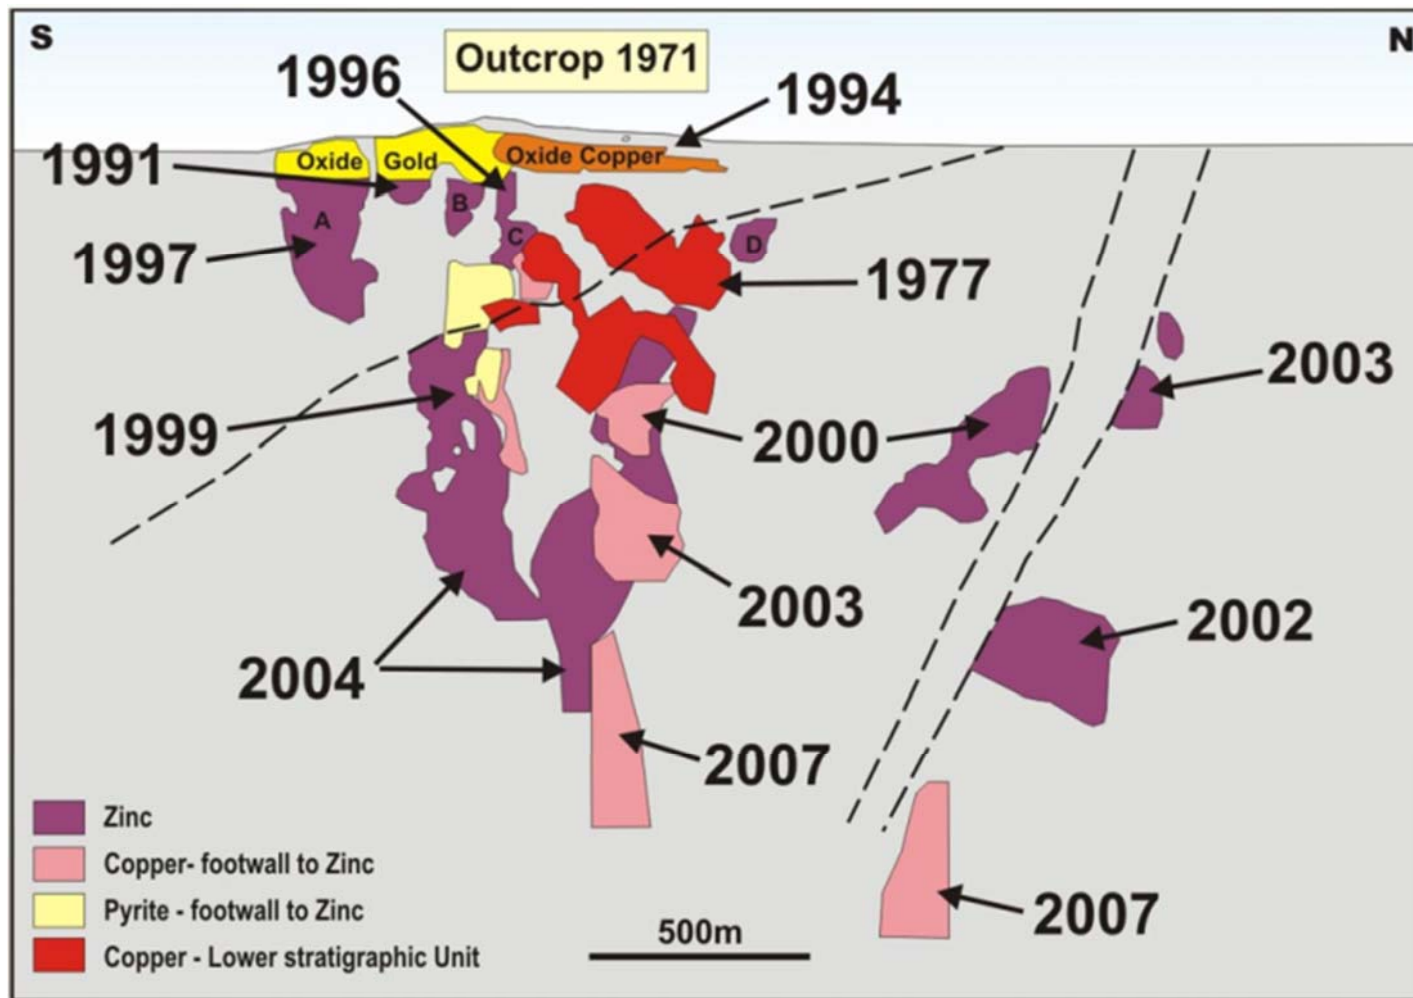 S
N
Outcrop 1971
1996
1994
1991
Oxide
Gold
Oxide Copper
A
B
C
D
1997
1977
2003
1999
2000
2003
2002
2004
2007
2007
Zinc
Copper- footwall to Zinc
Pyrite - footwall to Zinc
Copper - Lower stratigraphic Unit
500m